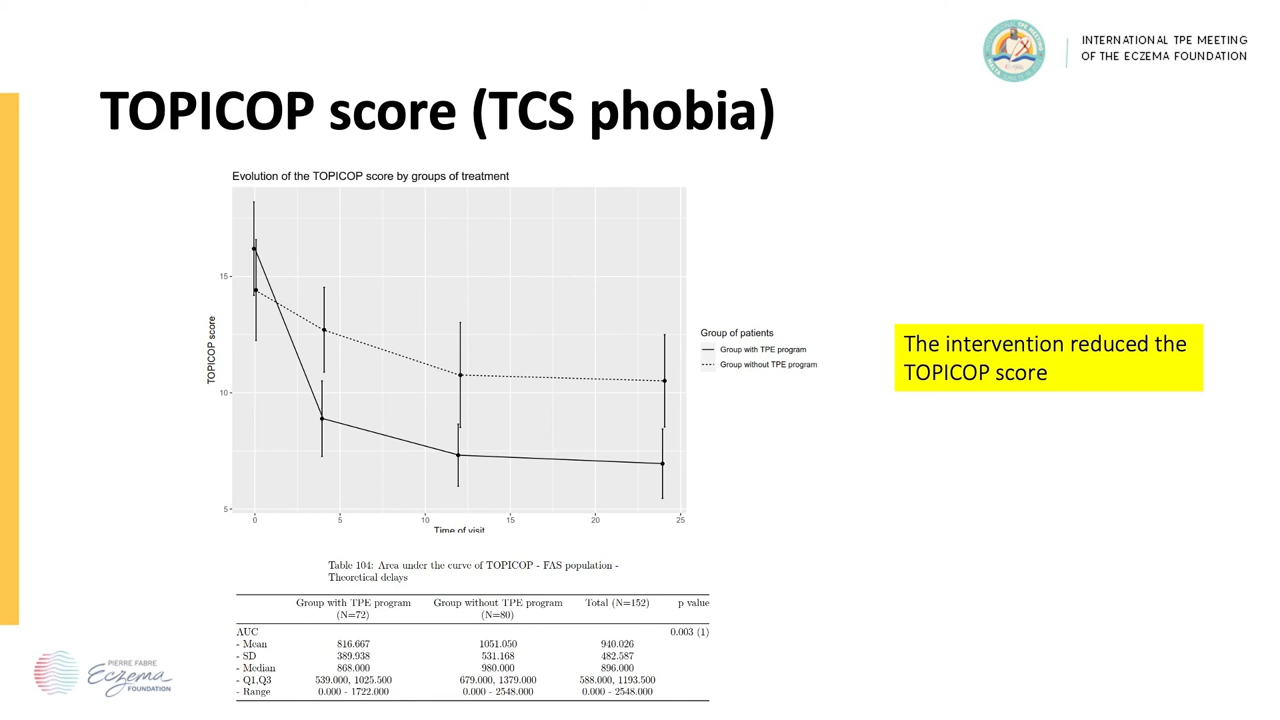 INTERNATIONAL TPE MEETING
OF THE ECZEMA FOUNDATION
TOPICOP score (TCS phobia)
Evolution of the TOPICOP score by groups of treatment
TOPICOP score
15
10
5
0 5 10 15 20 25
Time of visit
Group of patients
Group with TPE program
Group without TPE program
The intervention reduced the
TOPICOP score
Table 104: Area under the curve of TOPICOP - FAS population -
Theoretical delays
Group with TPE program Group without TPE program Total (N=152) p value
(N=72) (N=80)
AUC 0.003 (1)
- Mean 816.667 1051.050 940.026
- SD 389.938 531.168 482.587
- Median 868.000 980.000 896.000
- Q1,Q3 539.000, 1025.500 679.000, 1379.000 588.000, 1193.500
- Range 0.000 - 1722.000 0.000 - 2548.000 0.000 - 2548.000
PIERRE FABRE
Eczema
FOUNDATION